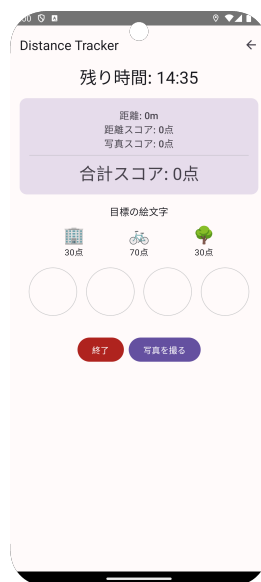 Distance Tracker
残り時間: 14:35
距離: 0m
距離スコア: 0点
写真スコア: 0点
合計スコア: 0点
目標の絵文字
30点 70点 30点
終了 写真を撮る